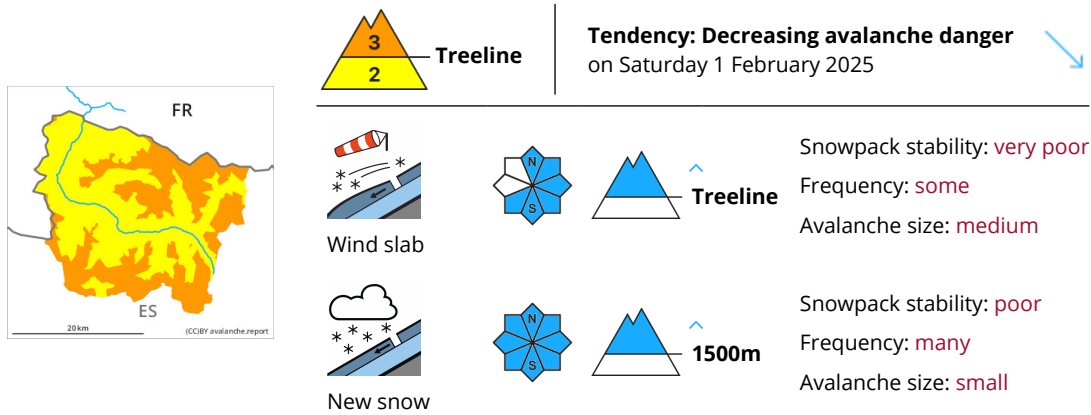 3
Treeline
2
Tendency: Decreasing avalanche danger
on Saturday 1 February 2025
FR
ES
20 km
(CC)BY avalanche.report
N
S
Treeline
Wind slab
Snowpack stability: very poor
Frequency: some
Avalanche size: medium
N
S
1500m
New snow
Snowpack stability: poor
Frequency: many
Avalanche size: small